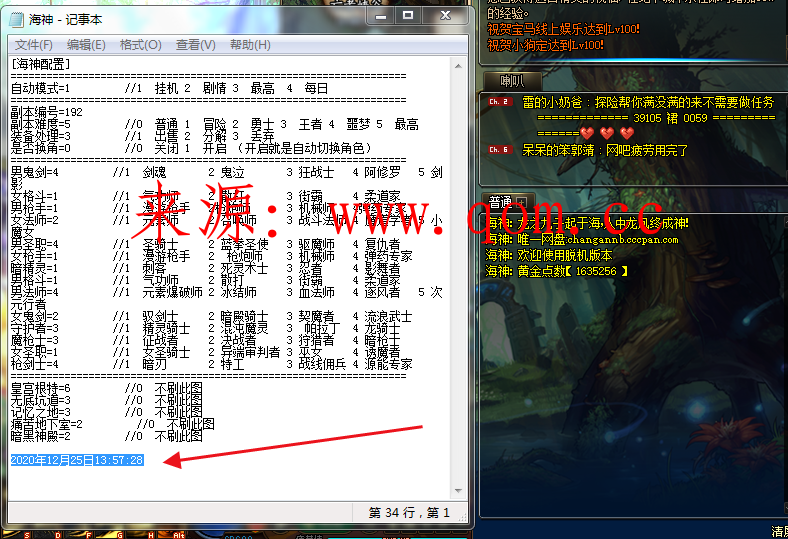 海神 - 记事本
文件(F) 编辑(E) 格式(O) 查看(V) 帮助(H)
[海神配置]
自动模式=1 //1 挂机 2 剧情 3 最高 4 每日
副本编号=192
副本难度=5 //0 普通 1 冒险 2 勇士 3 王者 4 噩梦 5 最高
装备处理=3 //1 出售 2 分解 3 丢弃
是否换角=0 //0 关闭 1 开启 (开启就是自动切换角色)
男鬼剑=4 //1 剑魂 2 鬼泣 3 狂战士 4 阿修罗 5 剑
影
女格斗=1 //1 气功师 2 散打 3 街霸 4 柔道家
男枪手=1 //1 漫游枪手 2 枪炮师 3 机械师 4 弹药专家
女法师=2 //1 元素师 2 召唤师 3 战斗法师 4 魔道学者 5 小
魔女
男圣职=4 //1 圣骑士 2 蓝拳圣使 3 驱魔师 4 复仇者
女枪手=1 //1 漫游枪手 2 枪炮师 3 机械师 4 弹药专家
暗精灵=1 //1 刺客 2 死灵术士 3 忍者 4 影舞者
男格斗=1 //1 气功师 2 散打 3 街霸 4 柔道家
男法师=4 //1 元素爆破师 2 冰结师 3 血法师 4 逐风者 5 次
元行者
女鬼剑=2 //1 驭剑士 2 暗殿骑士 3 契魔者 4 流浪武士
守护者=3 //1 精灵骑士 2 混沌魔灵 3 帕拉丁 4 龙骑士
魔枪士=3 //1 征战者 2 决战者 3 狩猎者 4 暗枪士
女圣职=1 //1 女圣骑士 2 异端审判者 3 巫女 4 诱魔者
枪剑士=4 //1 暗刃 2 特工 3 战线佣兵 4 源能专家
皇宫根特=6 //0 不刷此图
无底坑道=3 //0 不刷此图
记忆之地=3 //0 不刷此图
痛苦地下室=2 //0 不刷此图
暗黑神殿=2 //0 不刷此图
2020年12月25日13:57:28
第 34 行，第 1
来源：www.qom.cc
的经验。
祝贺宝马线上娱乐达到Lv100!
祝贺小狗定达到Lv100!
喇叭
Ch. 2 雷的小奶爸：探险帮你满没满的来不需要做任务
============== 39105 裙 0059 ==========
======❤ ❤ ❤
Ch. 6 呆呆的笨郭靖：网吧疲劳用完了
普通 +
海神: 龙之九子起于海,人中龙凤终成神!
海神: 唯一网盘:changannb.ccccpan.com
海神: 欢迎使用脱机版本
海神: 黄金点数【 1635256 】